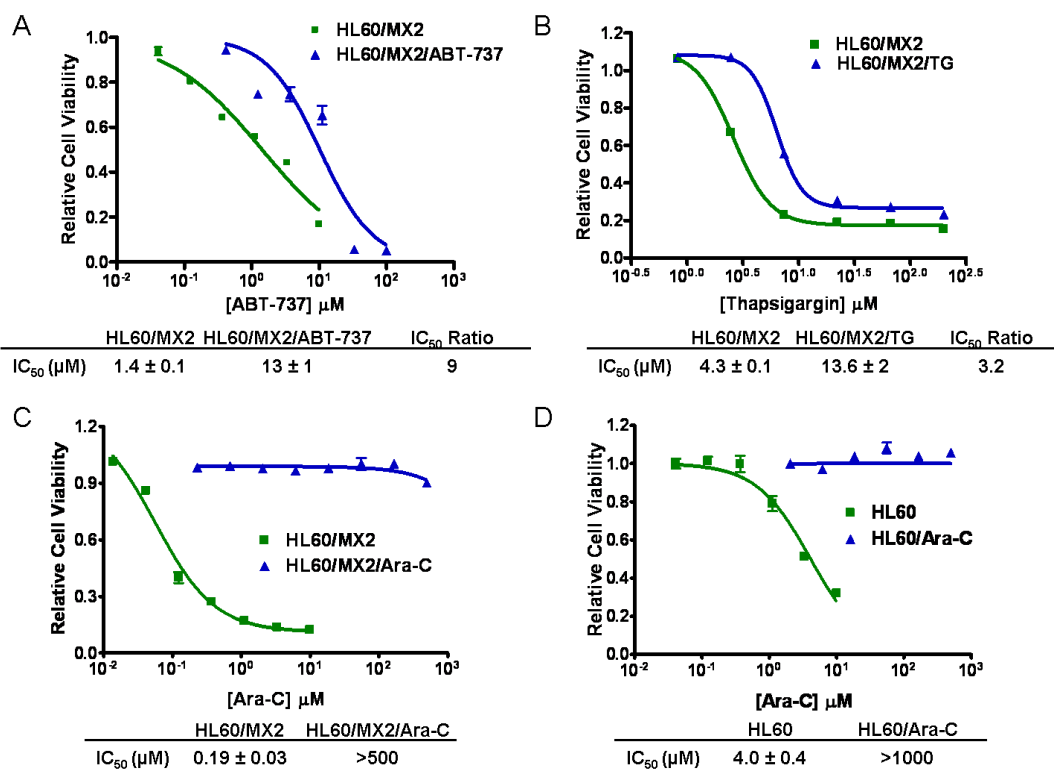 A
HL60/MX2
HL60/MX2/ABT-737
Relative Cell Viability
1.0
0.8
0.6
0.4
0.2
0.0
10-2 10-1 100 101 102 103
[ABT-737] μM
HL60/MX2 HL60/MX2/ABT-737 IC50 Ratio
IC50 (μM) 1.4 ± 0.1 13 ± 1 9
B
HL60/MX2
HL60/MX2/TG
Relative Cell Viability
1.2
1.0
0.8
0.6
0.4
0.2
0.0
10-0.5 100.0 100.5 101.0 101.5 102.0 102.5
[Thapsigargin] μM
HL60/MX2 HL60/MX2/TG IC50 Ratio
IC50 (μM) 4.3 ± 0.1 13.6 ± 2 3.2
C
Relative Cell Viability
1.2
0.9
0.6
0.3
0.0
HL60/MX2
HL60/MX2/Ara-C
10-2 10-1 100 101 102 103
[Ara-C] μM
HL60/MX2 HL60/MX2/Ara-C
IC50 (μM) 0.19 ± 0.03 >500
D
Relative Cell Viability
1.2
1.0
0.8
0.6
0.4
0.2
0.0
HL60
HL60/Ara-C
10-2 10-1 100 101 102 103
[Ara-C] μM
HL60 HL60/Ara-C
IC50 (μM) 4.0 ± 0.4 >1000